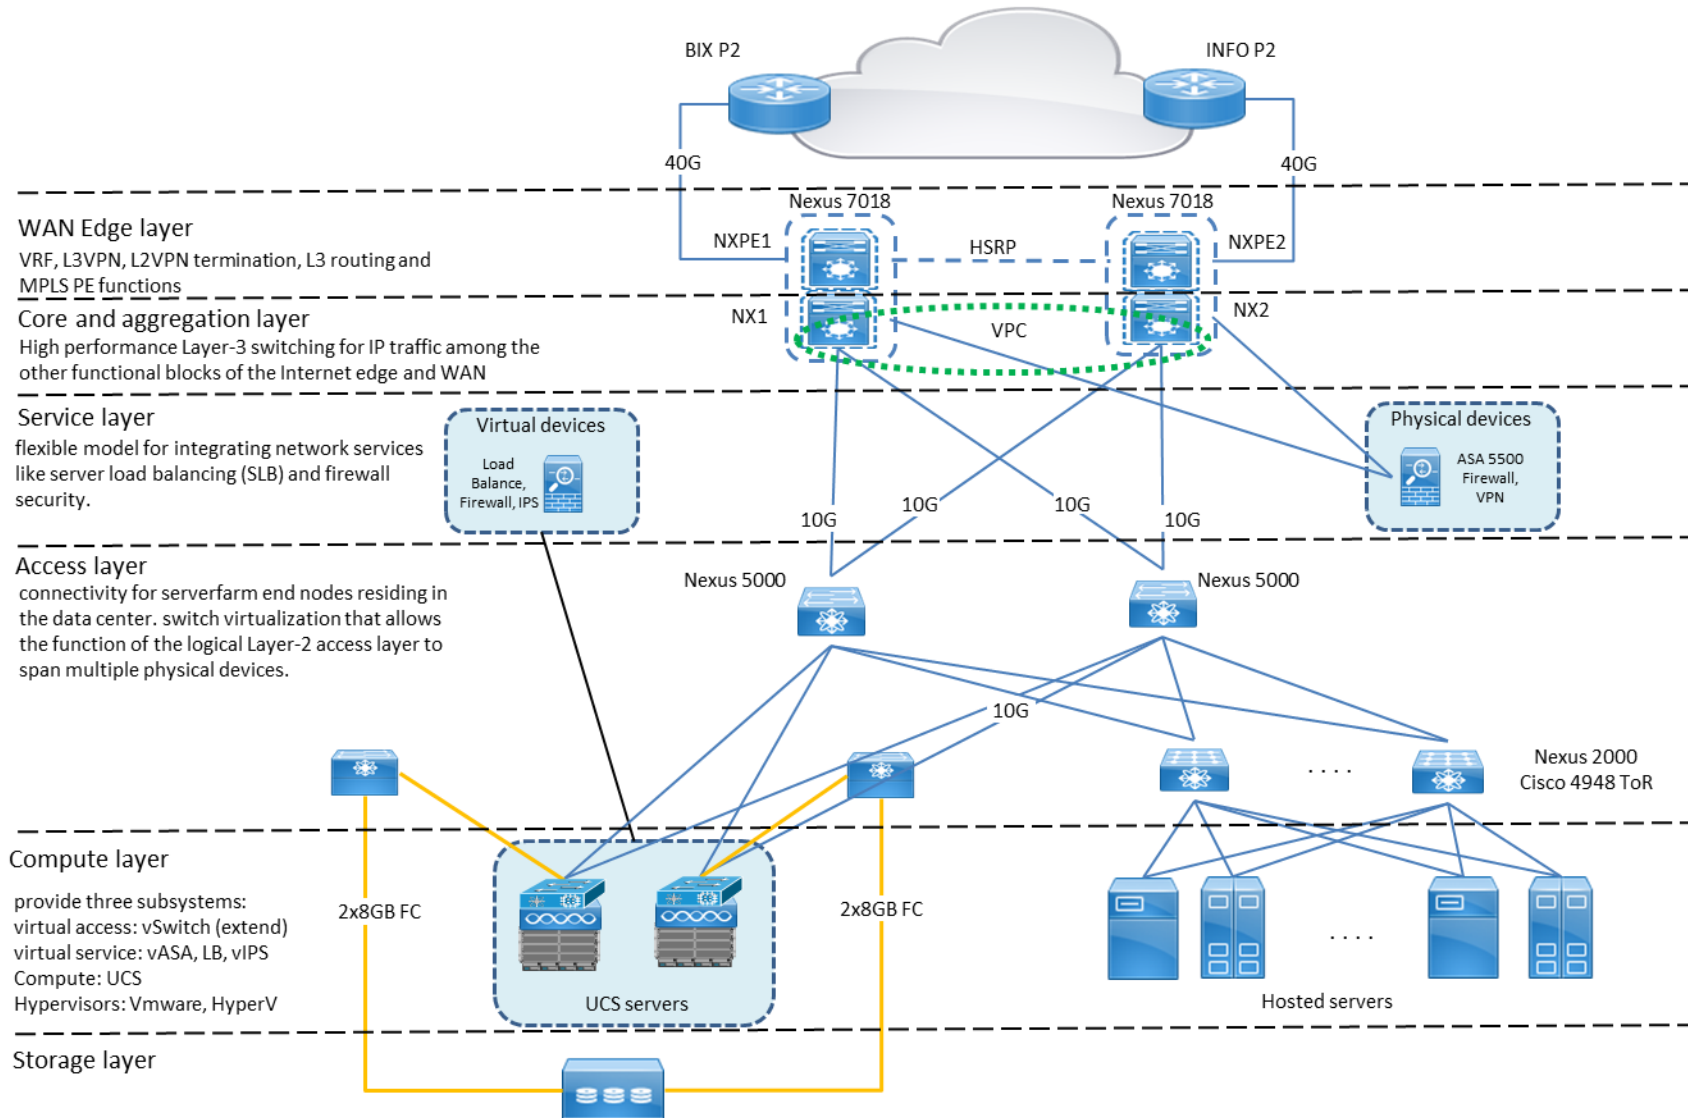 BIX P2
INFO P2
40G
40G
WAN Edge layer
VRF, L3VPN, L2VPN termination, L3 routing and
MPLS PE functions
Nexus 7018
Nexus 7018
NXPE1
HSRP
NXPE2
Core and aggregation layer
High performance Layer-3 switching for IP traffic among the
other functional blocks of the Internet edge and WAN
NX1
VPC
NX2
Service layer
flexible model for integrating network services
like server load balancing (SLB) and firewall
security.
Virtual devices
Load
Balance,
Firewall, IPS
Physical devices
ASA 5500
Firewall,
VPN
10G
10G
10G
10G
Access layer
connectivity for serverfarm end nodes residing in
the data center. switch virtualization that allows
the function of the logical Layer-2 access layer to
span multiple physical devices.
Nexus 5000
Nexus 5000
10G
. . . .
Nexus 2000
Cisco 4948 ToR
Compute layer
provide three subsystems:
virtual access: vSwitch (extend)
virtual service: vASA, LB, vIPS
Compute: UCS
Hypervisors: Vmware, HyperV
2x8GB FC
2x8GB FC
UCS servers
. . . .
Hosted servers
Storage layer